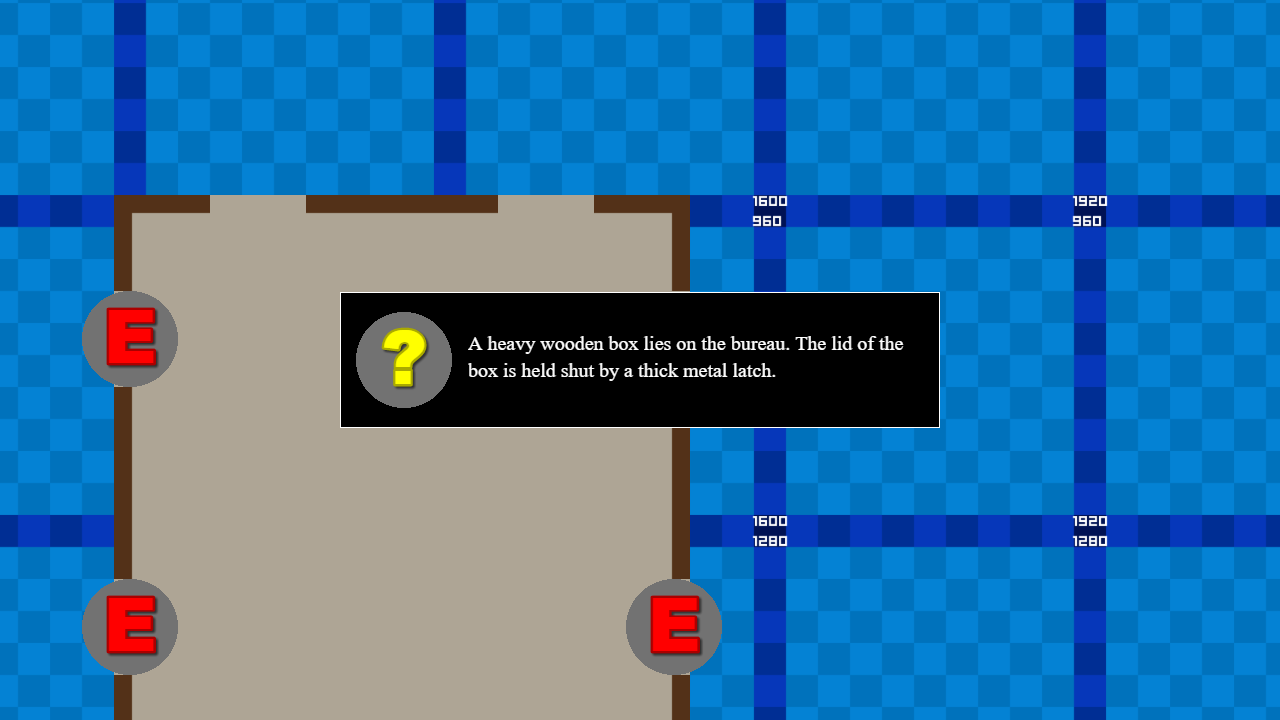 1600
960
1920
960
E
?
A heavy wooden box lies on the bureau. The lid of the
box is held shut by a thick metal latch.
1600
1280
1920
1280
E
E